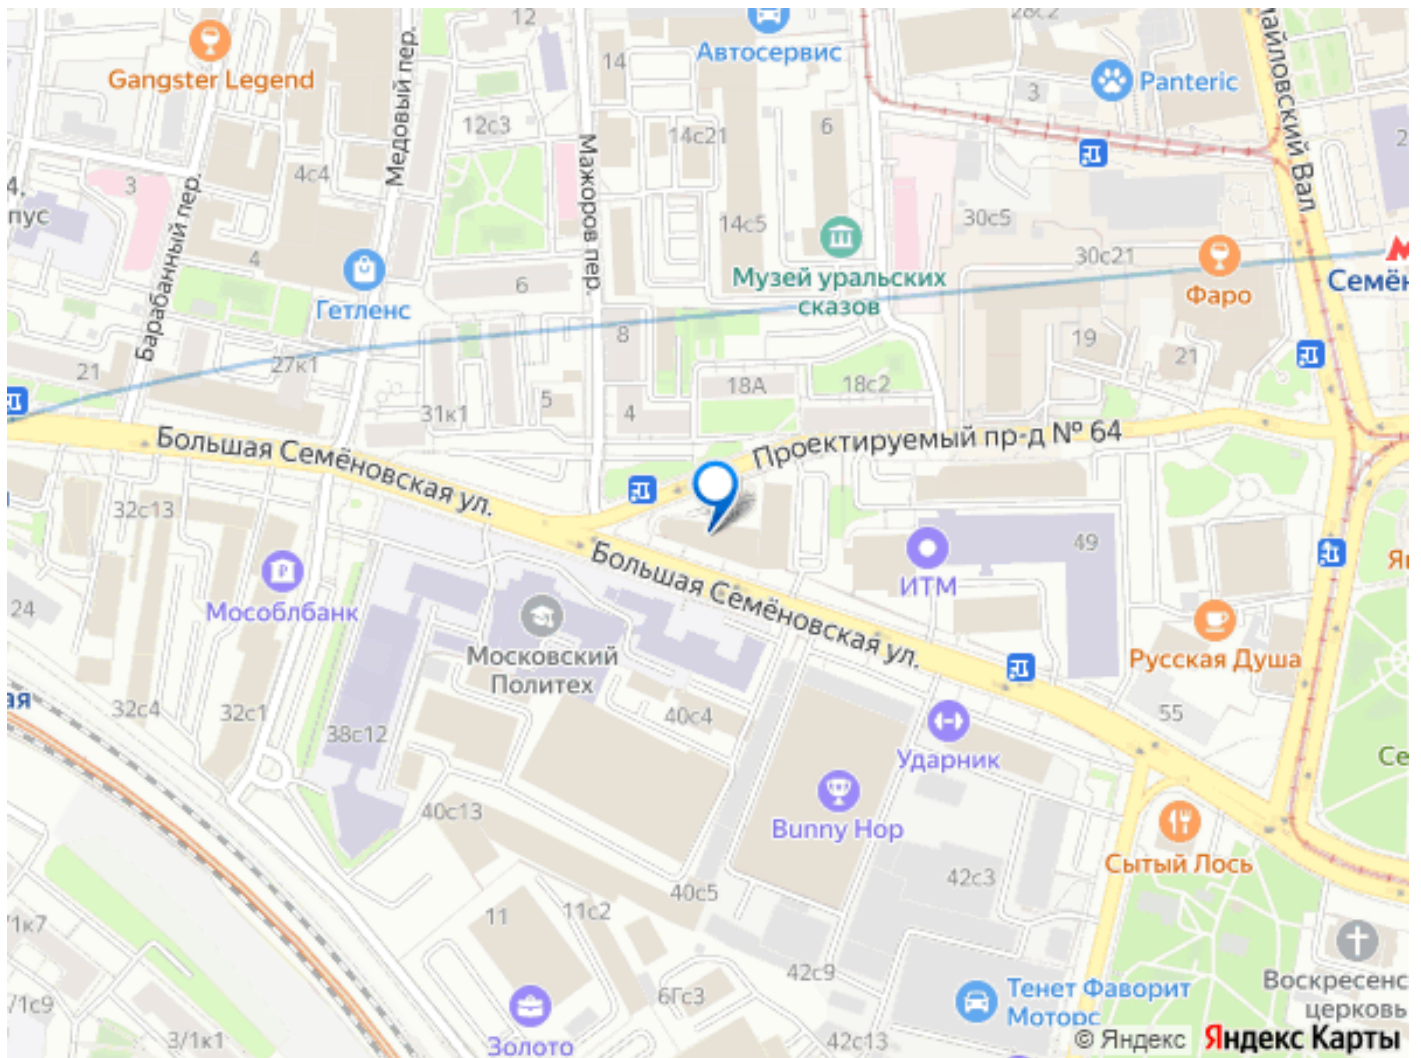 12
28с2
Автосервис
14
Gangster Legend
Panteric
3
12с3
14с21
6
Медовый пер.
Измайловский Вал
4с4
3
Мажоров пер.
14с5
30с5
пус
4
Барабанный пер.
6
Музей уральских
сказов
30с21
Фаро
Гетленс
8
19
21
21
27к1
18А
18с2
31к1
5
4
Проектируемый пр-д № 64
Большая Семёновская ул.
32с13
49
ИТМ
Большая Семёновская ул.
24
Мособлбанк
Московский
Политех
Русская Душа
ая
32с4
32с1
38с12
40с4
55
Ударник
40с13
Bunny Hop
Сытый Лось
42с3
40с5
11
11с2
42с9
6Гс3
Тенет Фаворит
Моторс
3/1к1
Золото
42с13
церковь
© Яндекс Яндекс Карты